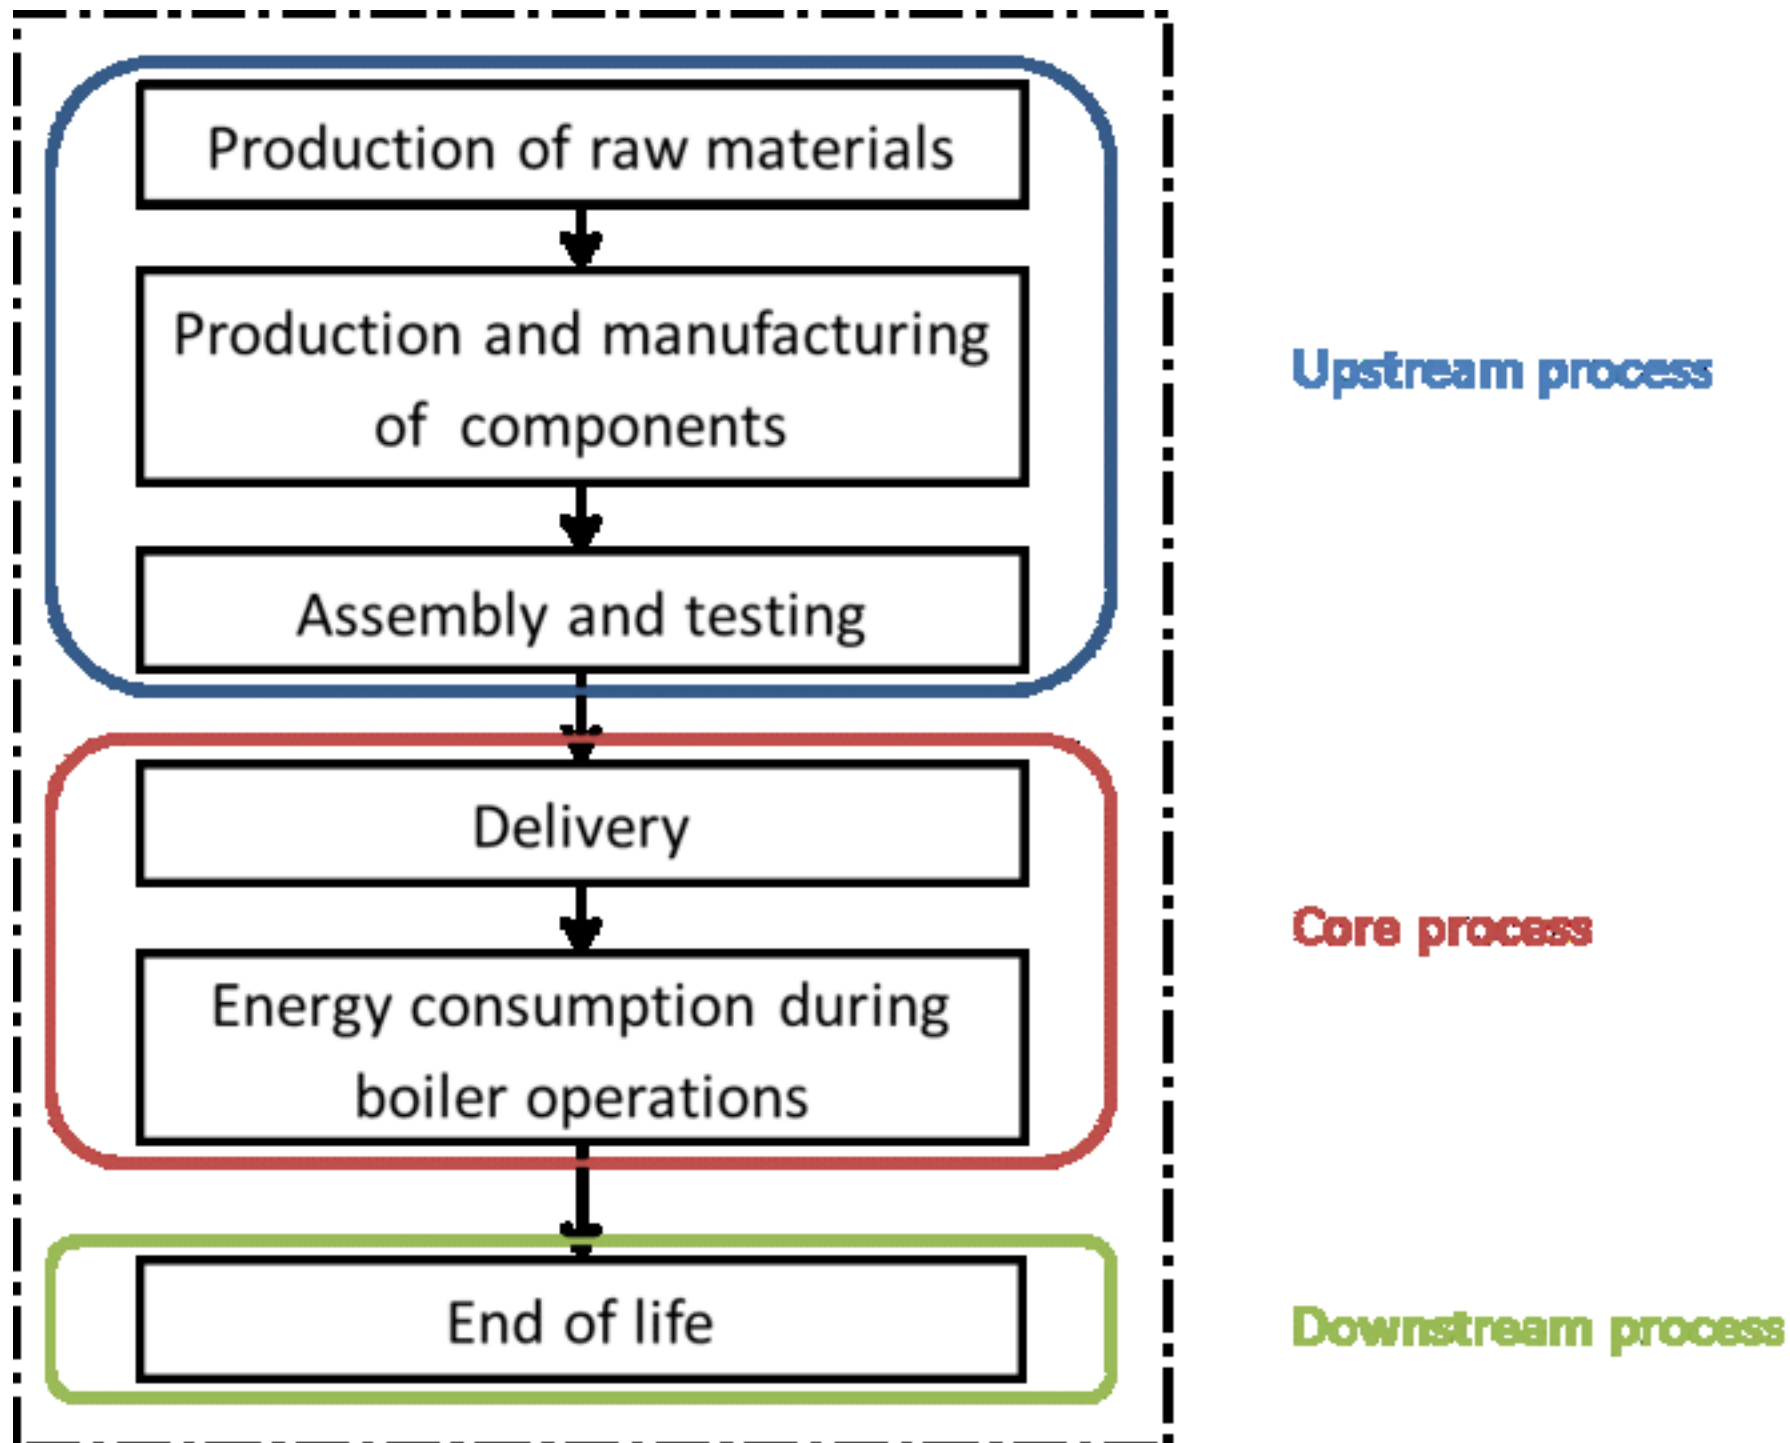 Production of raw materials
Production and manufacturing
of components
Upstream process
Assembly and testing
Delivery
Core process
Energy consumption during
boiler operations
End of life
Downstream process